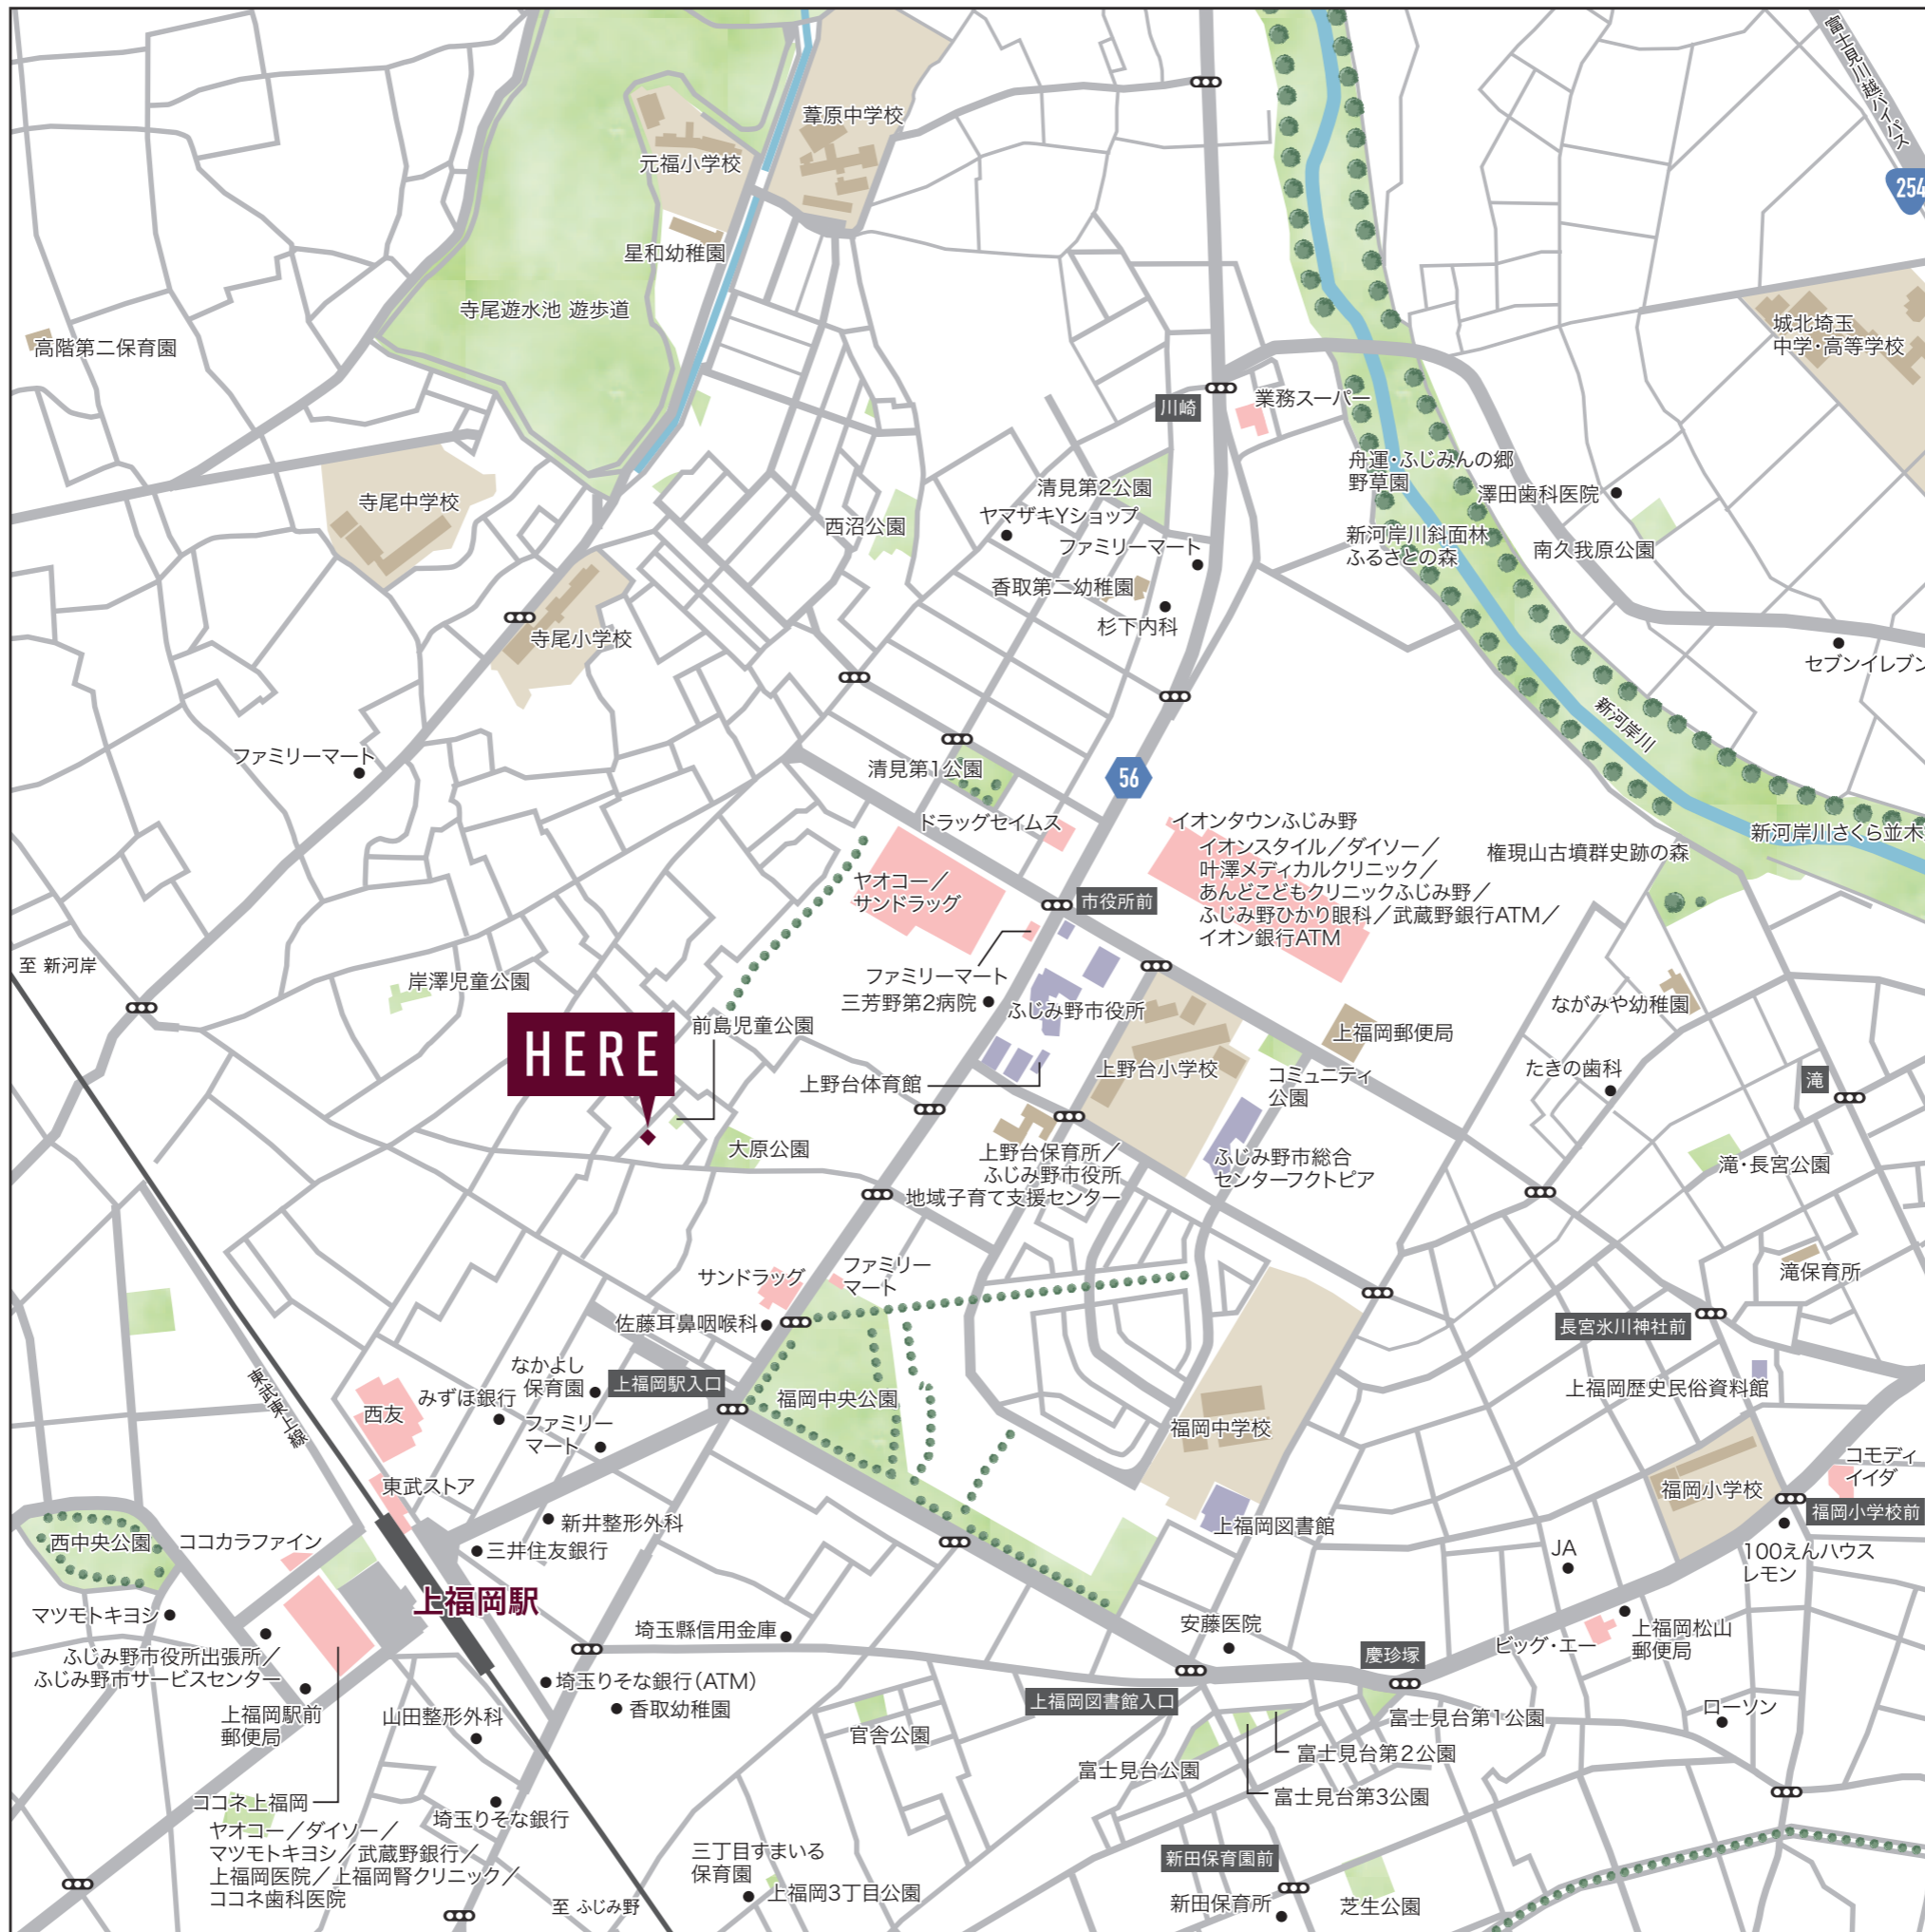 富士見川越バイパス
254
葦原中学校
元福小学校
星和幼稚園
寺尾遊水池 遊歩道
高階第二保育園
城北埼玉
中学・高等学校
川崎
業務スーパー
舟運・ふじみんの郷
野草園
澤田歯科医院
寺尾中学校
清見第2公園
ヤマザキYショップ
西沼公園
ファミリーマート
新河岸川斜面林
ふるさとの森
南久我原公園
香取第二幼稚園
杉下内科
寺尾小学校
セブンイレブン
新河岸川
ファミリーマート
清見第1公園
56
ドラッグセイムス
イオンタウンふじみ野
イオンスタイル／ダイソー／
叶澤メディカルクリニック／
あんどこどもクリニックふじみ野／
ふじみ野ひかり眼科／武蔵野銀行ATM／
イオン銀行ATM
新河岸川さくら並木
権現山古墳群史跡の森
ヤオコー／
サンドラッグ
市役所前
至 新河岸
岸澤児童公園
ファミリーマート
三芳野第2病院
ふじみ野市役所
ながみや幼稚園
前島児童公園
HERE
上福岡郵便局
上野台小学校
上野台体育館
コミュニティ
公園
たきの歯科
滝
大原公園
上野台保育所／
ふじみ野市役所
地域子育て支援センター
ふじみ野市総合
センターフクトピア
滝・長宮公園
サンドラッグ
ファミリー
マート
滝保育所
佐藤耳鼻咽喉科
長宮氷川神社前
なかよし
保育園
上福岡駅入口
みずほ銀行
西友
福岡中央公園
上福岡歴史民俗資料館
東武東上線
ファミリー
マート
福岡中学校
東武ストア
コモディ
イイダ
福岡小学校
福岡小学校前
西中央公園
ココカラファイン
新井整形外科
三井住友銀行
上福岡図書館
JA
100えんハウス
レモン
上福岡駅
マツモトキヨシ
埼玉縣信用金庫
安藤医院
ビッグ・エー
上福岡松山
郵便局
ふじみ野市役所出張所／
ふじみ野市サービスセンター
慶珍塚
埼玉りそな銀行（ATM）
香取幼稚園
上福岡図書館入口
上福岡駅前
郵便局
山田整形外科
官舎公園
富士見台第1公園
ローソン
富士見台第2公園
富士見台公園
富士見台第3公園
ココネ上福岡
ヤオコー／ダイソー／
マツモトキヨシ／武蔵野銀行／
上福岡医院／上福岡腎クリニック／
ココネ歯科医院
埼玉りそな銀行
三丁目すまいる
保育園
上福岡3丁目公園
至 ふじみ野
新田保育園前
新田保育所
芝生公園